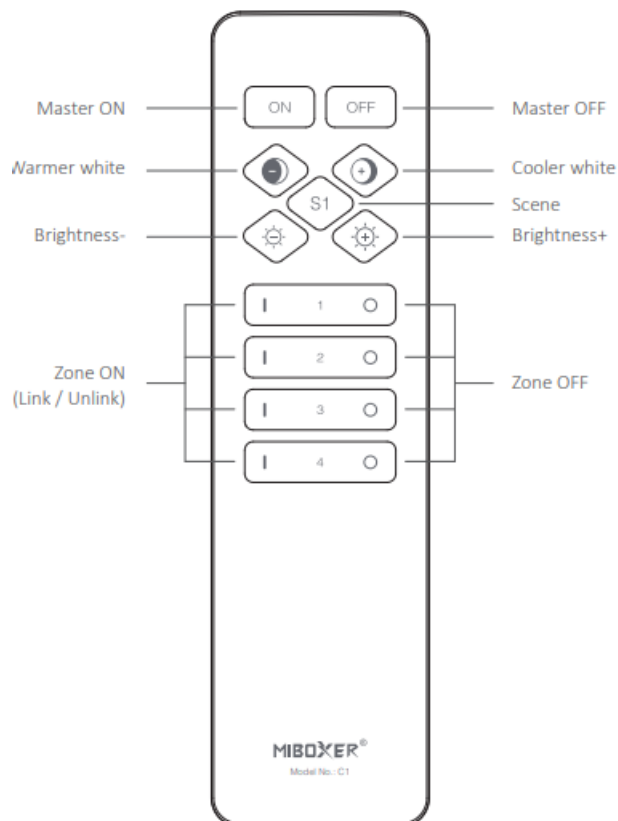 Master ON
ON
OFF
Master OFF
Warmer white
Cooler white
S1
Scene
Brightness-
Brightness+
1
2
Zone ON
(Link / Unlink)
Zone OFF
3
4
MIBOXER®
Model No.: C1